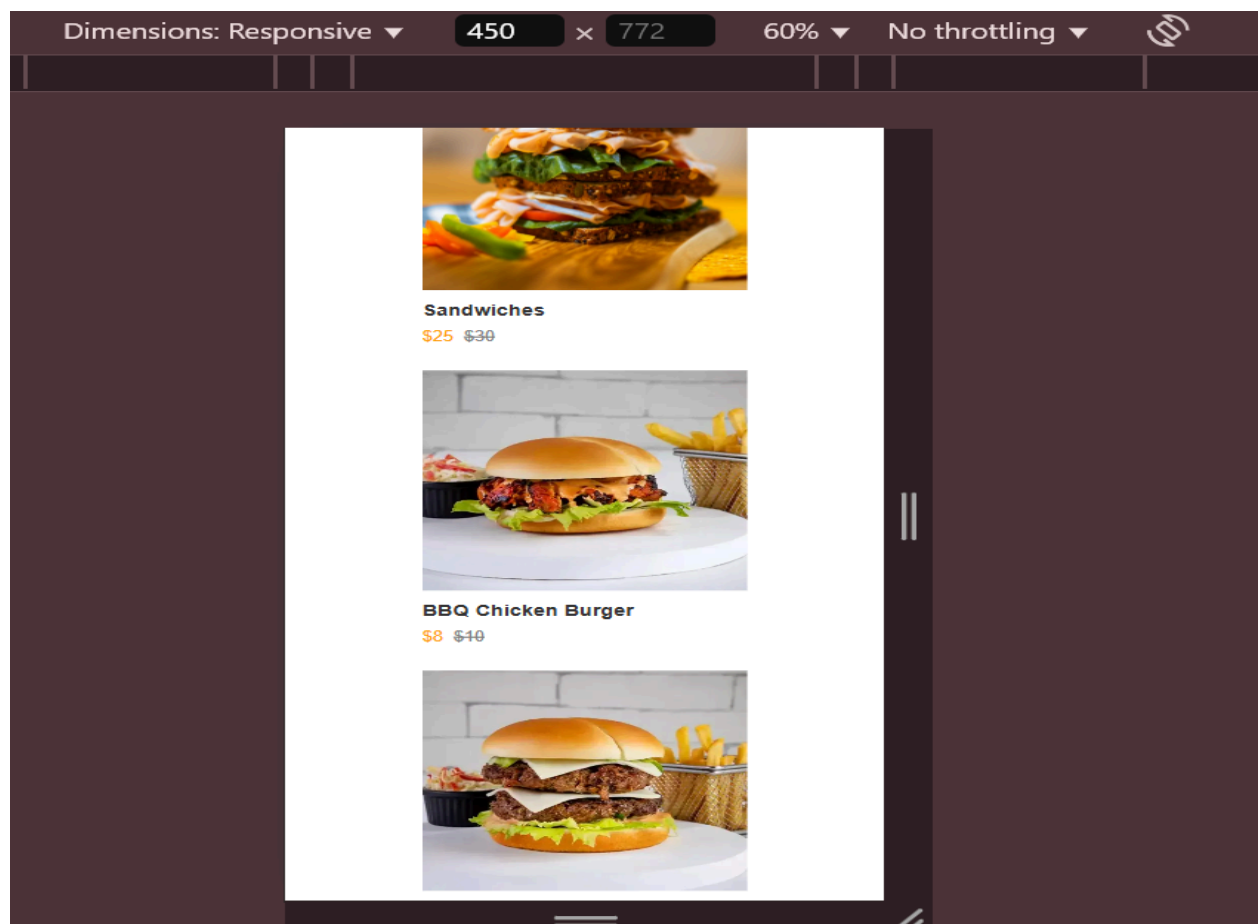 Dimensions: Responsive 450 × 772 60% No throttling
Sandwiches
$25 $30
BBQ Chicken Burger
$8 $10